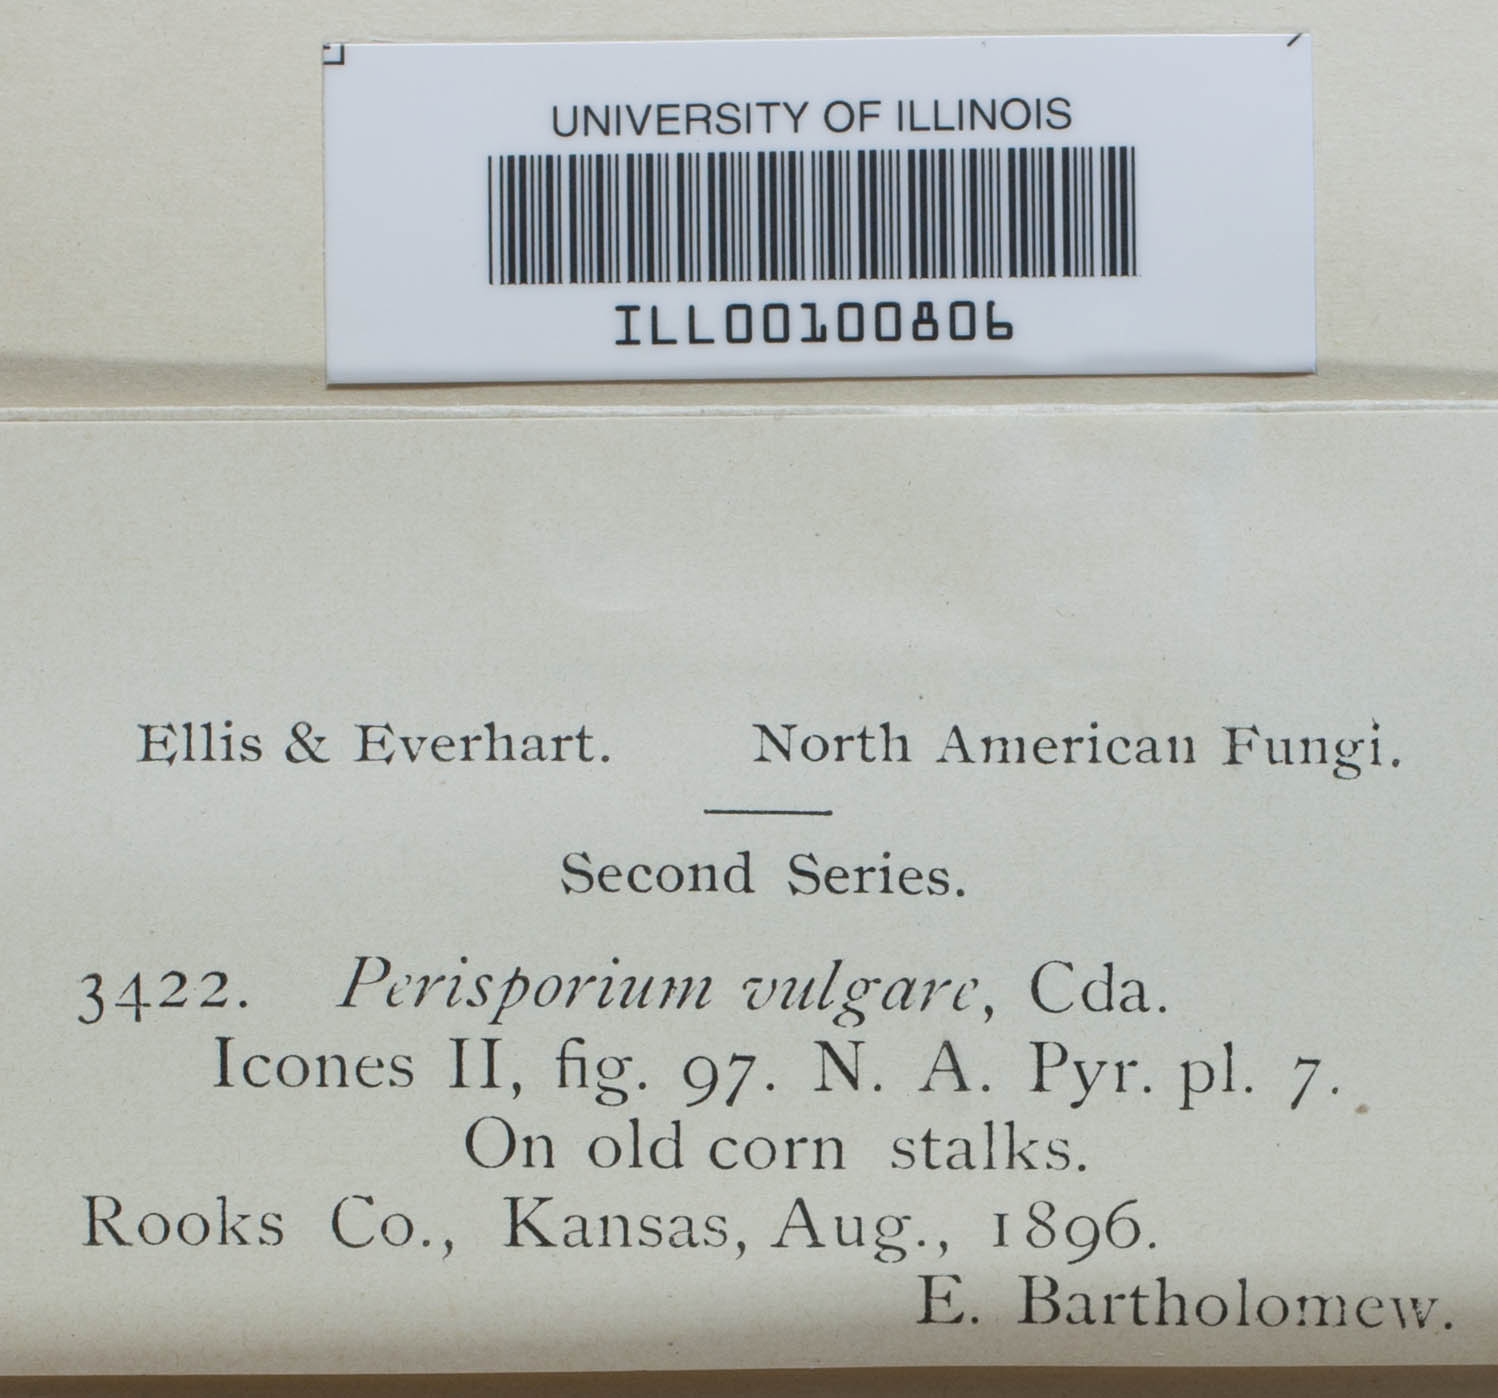 UNIVERSITY OF ILLINOIS
ILL00100806
Ellis & Everhart. North American Fungi.
Second Series.
3422. Perisporium vulgare, Cda.
Icones II, fig. 97. N. A. Pyr. pl. 7.
On old corn stalks.
Rooks Co., Kansas, Aug., 1896.
E. Bartholomew.